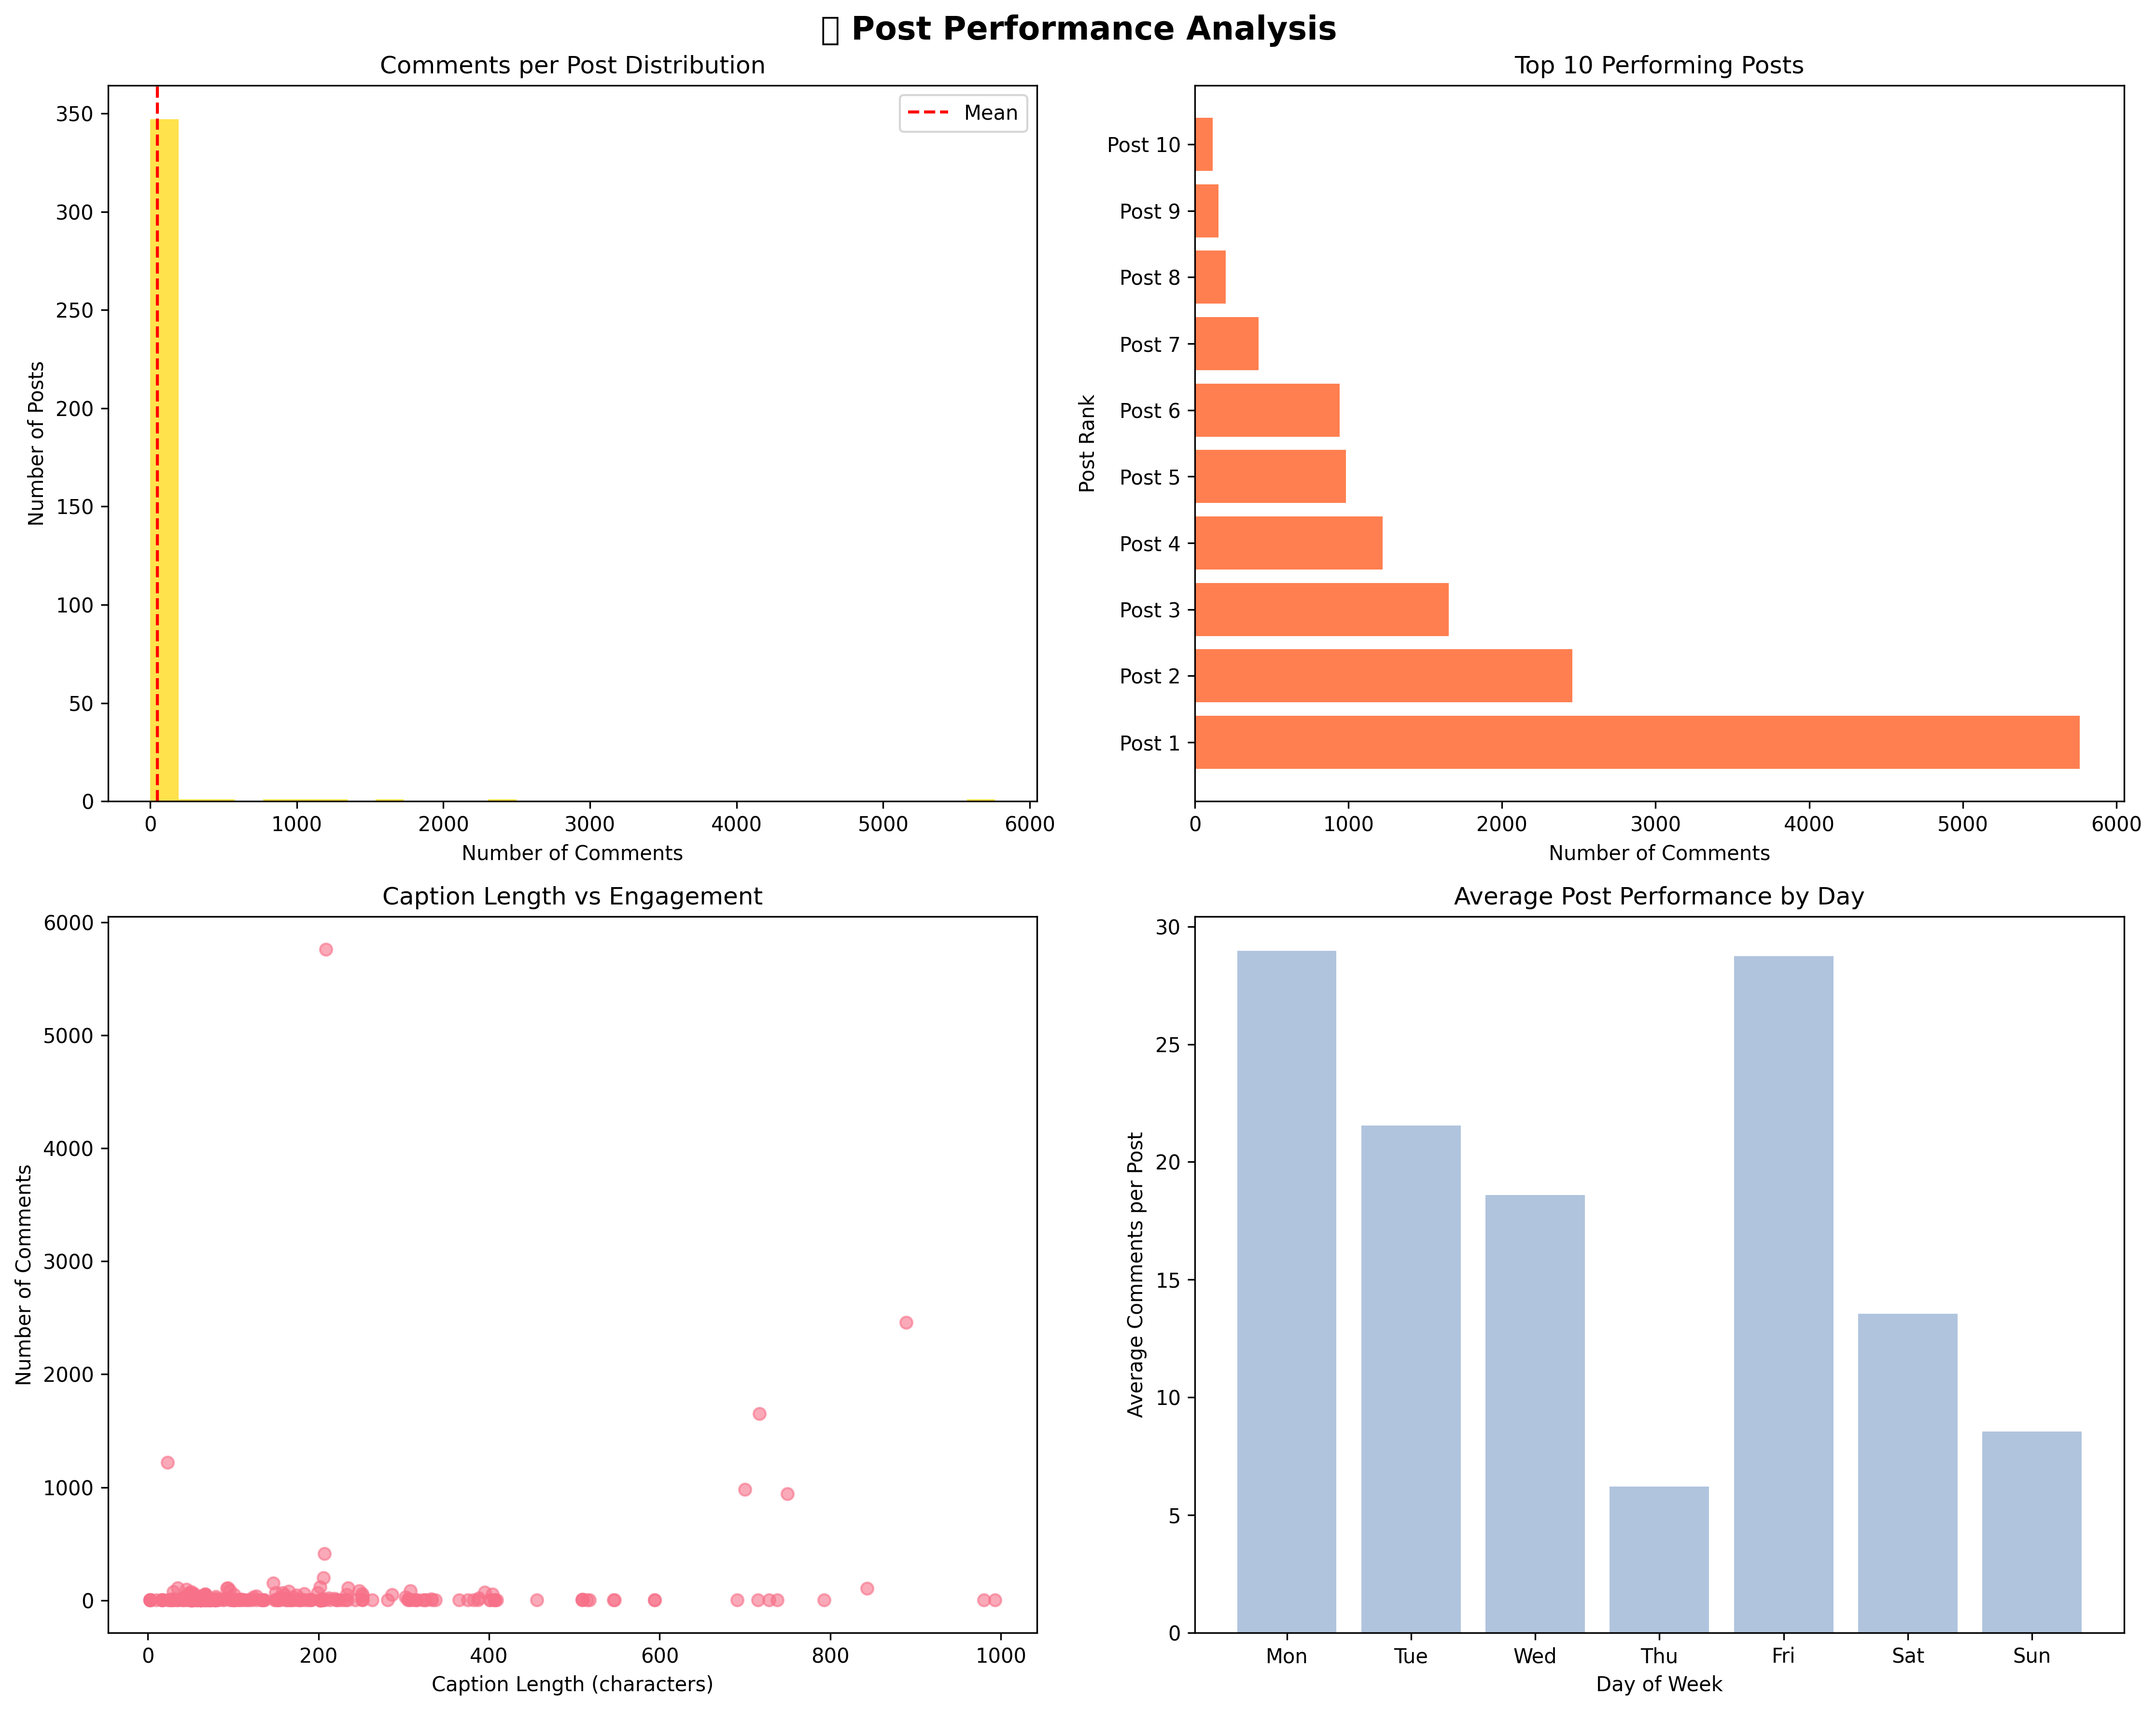 Post Performance Analysis
Comments per Post Distribution
350
300
250
200
150
100
50
0
Number of Posts
Mean
0 1000 2000 3000 4000 5000 6000
Number of Comments
Top 10 Performing Posts
Post 10
Post 9
Post 8
Post 7
Post 6
Post 5
Post 4
Post 3
Post 2
Post 1
Post Rank
0 1000 2000 3000 4000 5000 6000
Number of Comments
Caption Length vs Engagement
6000
5000
4000
3000
2000
1000
0
Number of Comments
0 200 400 600 800 1000
Caption Length (characters)
Average Post Performance by Day
30
25
20
15
10
5
0
Average Comments per Post
Mon Tue Wed Thu Fri Sat Sun
Day of Week